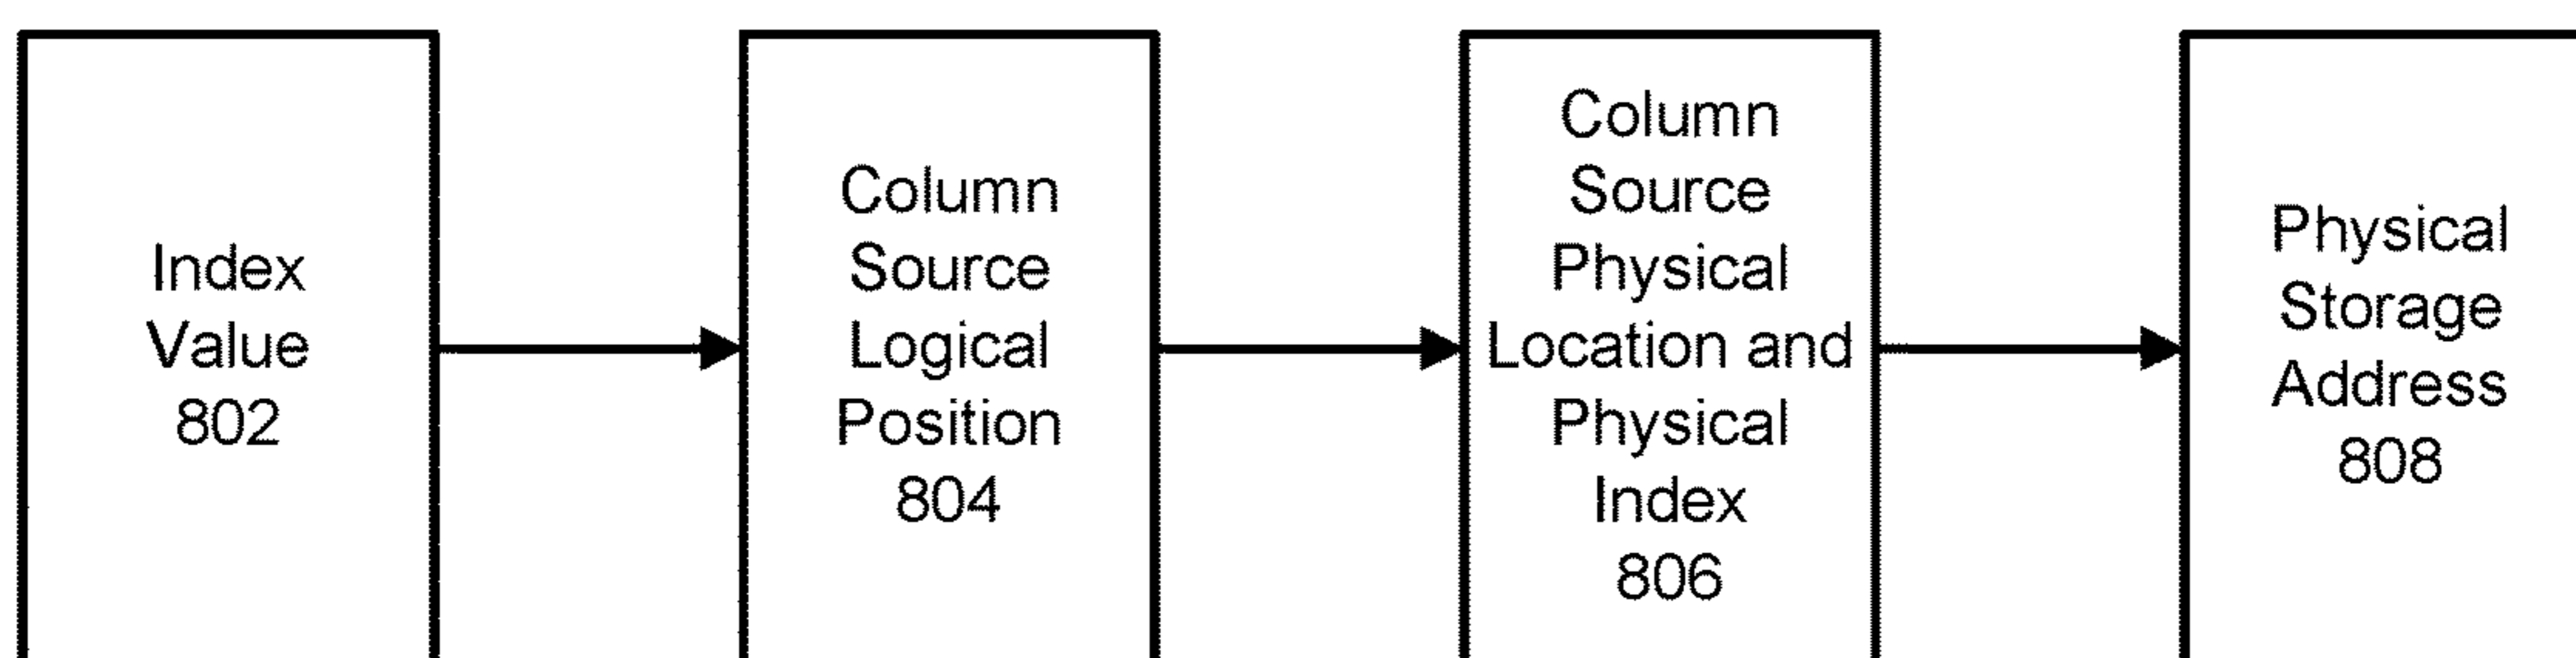 Index
Value
802
Column
Source
Logical
Position
804
Column
Source
Physical
Location and
Physical
Index
806
Physical
Storage
Address
808